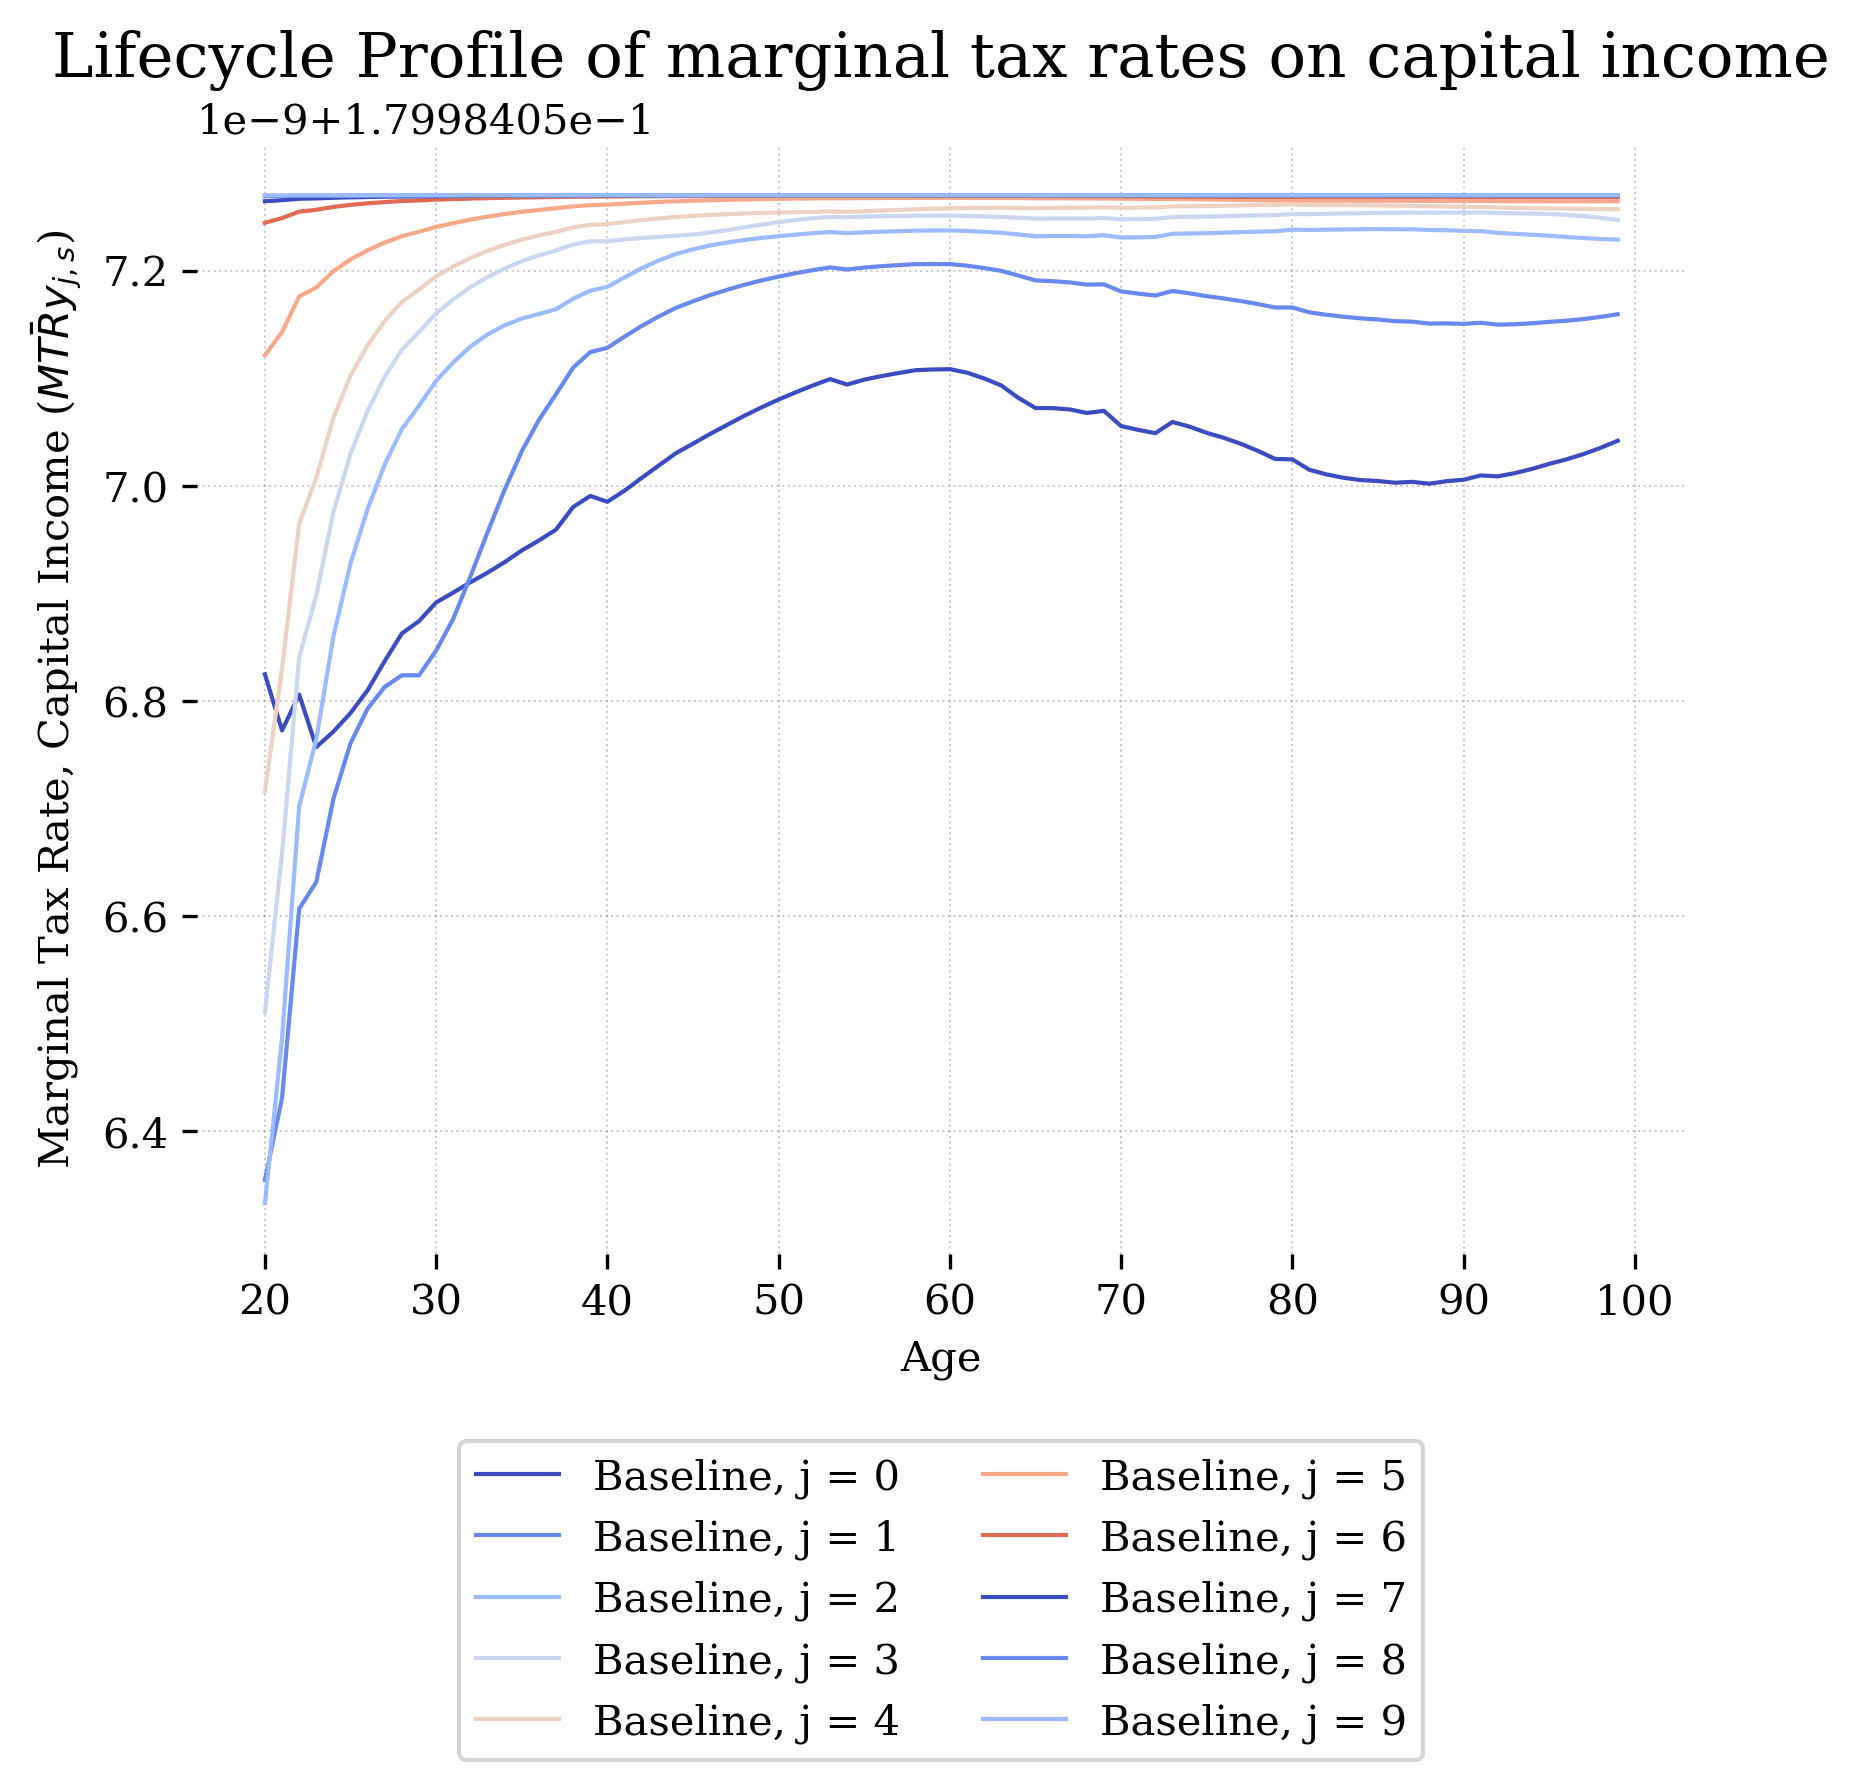 Lifecycle Profile of marginal tax rates on capital income
1e−9+1.7998405e−1
Marginal Tax Rate, Capital Income ($\bar{MTR}y_{j,s}$)
7.2
7.0
6.8
6.6
6.4
20 30 40 50 60 70 80 90 100
Age
Baseline, j = 0
Baseline, j = 1
Baseline, j = 2
Baseline, j = 3
Baseline, j = 4
Baseline, j = 5
Baseline, j = 6
Baseline, j = 7
Baseline, j = 8
Baseline, j = 9